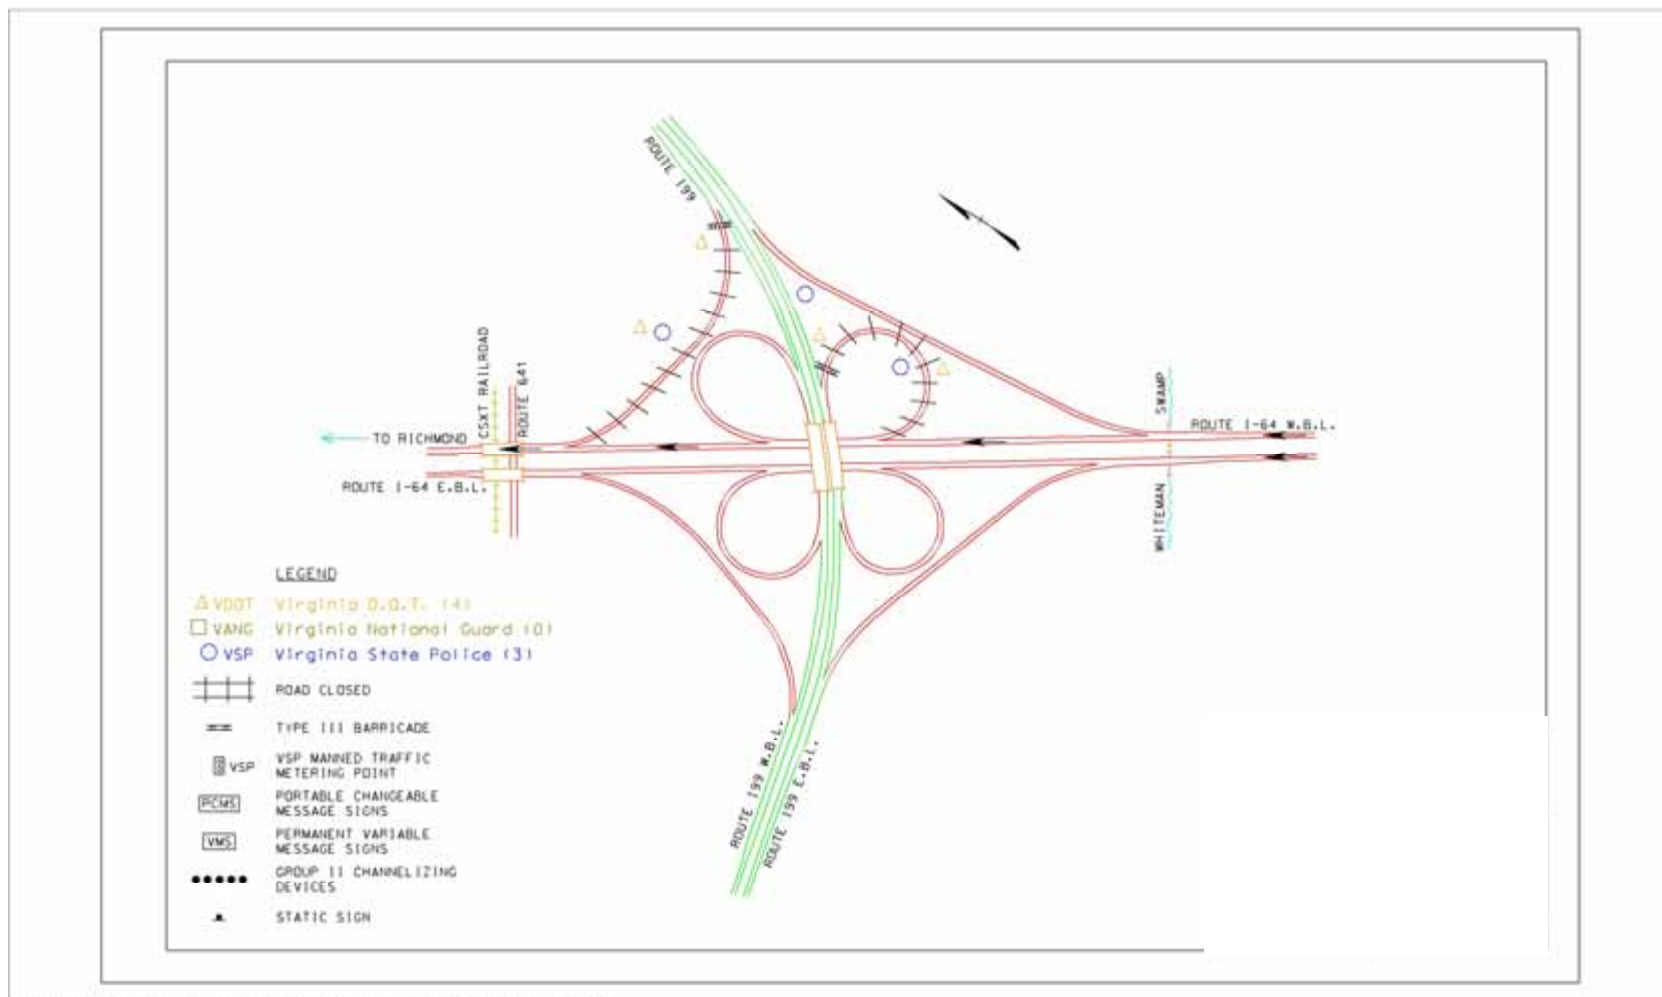 ROUTE 199
CSXT RAILROAD
ROUTE 641
TO RICHMOND
SWAMP
ROUTE I-64 W.B.L.
ROUTE I-64 E.B.L.
WHITEMAN
LEGEND
VDOT Virginia D.O.T. (4)
VANG Virginia National Guard (0)
VSP Virginia State Police (3)
ROAD CLOSED
TYPE III BARRICADE
VSP VSP MANNED TRAFFIC
METERING POINT
PCMS PORTABLE CHANGEABLE
MESSAGE SIGNS
VMS PERMANENT VARIABLE
MESSAGE SIGNS
GROUP II CHANNELIZING
DEVICES
STATIC SIGN
ROUTE 199 W.B.L.
ROUTE 199 E.B.L.